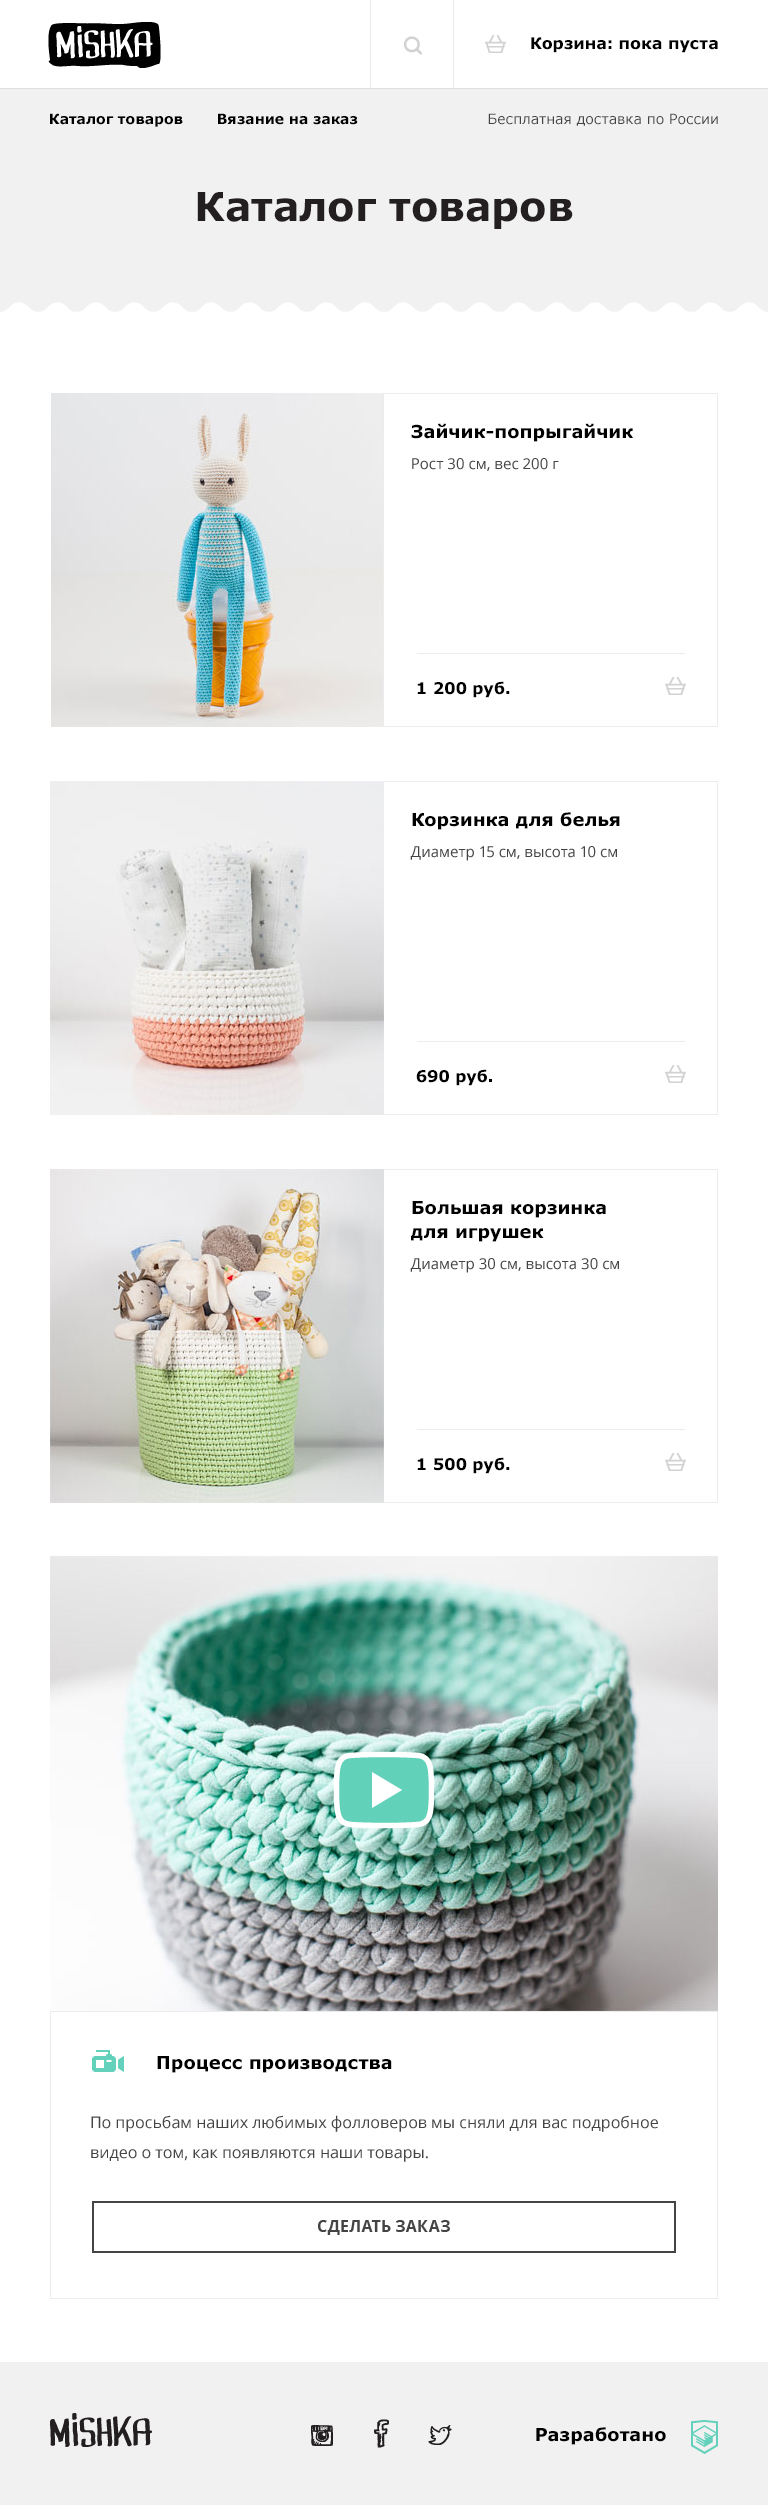 MiSHKA
Корзина: пока пуста
Каталог товаров
Вязание на заказ
Бесплатная доставка по России
Каталог товаров
Зайчик-попрыгайчик
Рост 30 см, вес 200 г
1 200 руб.
Корзинка для белья
Диаметр 15 см, высота 10 см
690 руб.
Большая корзинка
для игрушек
Диаметр 30 см, высота 30 см
1 500 руб.
Процесс производства
По просьбам наших любимых фолловеров мы сняли для вас подробное
видео о том, как появляются наши товары.
СДЕЛАТЬ ЗАКАЗ
MiSHKA
Разработано